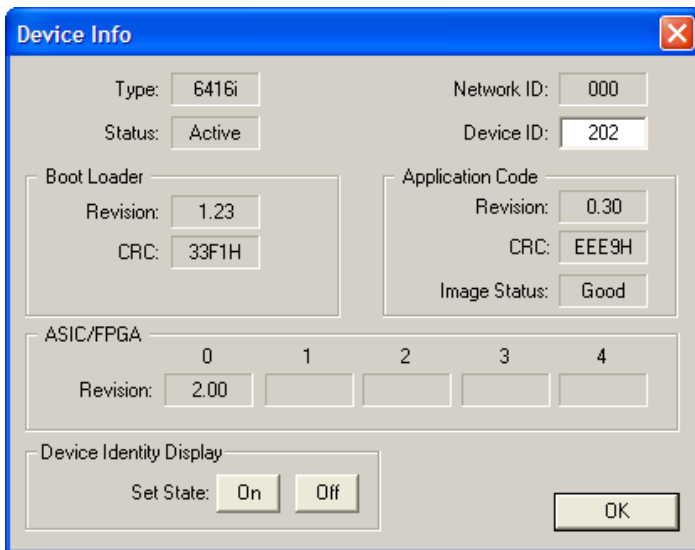 Device Info
Type: 6416i Network ID: 000
Status: Active Device ID: 202
Boot Loader
Revision: 1.23
CRC: 33F1H
Application Code
Revision: 0.30
CRC: EEE9H
Image Status: Good
ASIC/FPGA
0 1 2 3 4
Revision: 2.00
Device Identity Display
Set State: On Off
OK